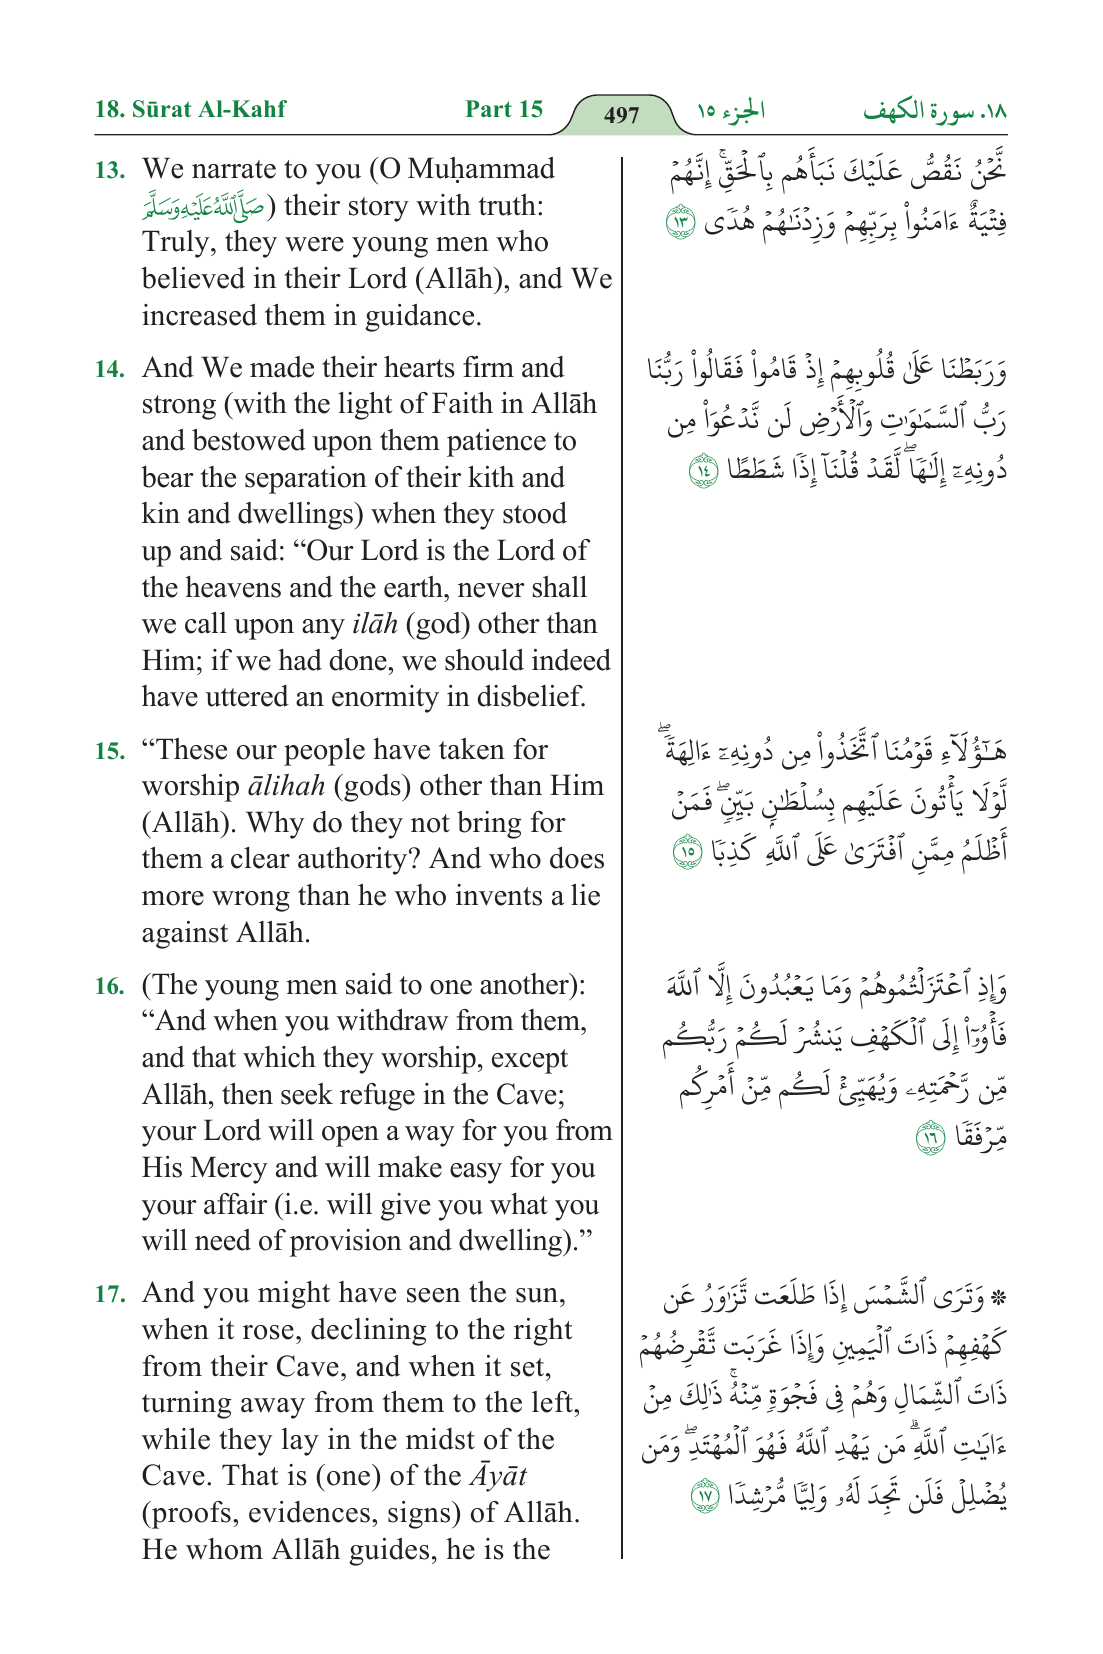 18. Sūrat Al-Kahf
Part 15
497
الجزء ١٥
١٨. سورة الكهف
13. We narrate to you (O Muḥammad
ﷺ) their story with truth:
Truly, they were young men who
believed in their Lord (Allāh), and We
increased them in guidance.
14. And We made their hearts firm and
strong (with the light of Faith in Allāh
and bestowed upon them patience to
bear the separation of their kith and
kin and dwellings) when they stood
up and said: “Our Lord is the Lord of
the heavens and the earth, never shall
we call upon any ilāh (god) other than
Him; if we had done, we should indeed
have uttered an enormity in disbelief.
15. “These our people have taken for
worship ālihah (gods) other than Him
(Allāh). Why do they not bring for
them a clear authority? And who does
more wrong than he who invents a lie
against Allāh.
16. (The young men said to one another):
“And when you withdraw from them,
and that which they worship, except
Allāh, then seek refuge in the Cave;
your Lord will open a way for you from
His Mercy and will make easy for you
your affair (i.e. will give you what you
will need of provision and dwelling).”
17. And you might have seen the sun,
when it rose, declining to the right
from their Cave, and when it set,
turning away from them to the left,
while they lay in the midst of the
Cave. That is (one) of the Āyāt
(proofs, evidences, signs) of Allāh.
He whom Allāh guides, he is the
نَّحۡنُ نَقُصُّ عَلَيۡكَ نَبَأَهُم بِٱلۡحَقِّۚ إِنَّهُمۡ
فِتۡيَةٌ ءَامَنُواْ بِرَبِّهِمۡ وَزِدۡنَٰهُمۡ هُدٗى ١٣
وَرَبَطۡنَا عَلَىٰ قُلُوبِهِمۡ إِذۡ قَامُواْ فَقَالُواْ رَبُّنَا
رَبُّ ٱلسَّمَٰوَٰتِ وَٱلۡأَرۡضِ لَن نَّدۡعُوَاْ مِن
دُونِهِۦٓ إِلَٰهٗاۖ لَّقَدۡ قُلۡنَآ إِذٗا شَطَطًا ١٤
هَٰٓؤُلَآءِ قَوۡمُنَا ٱتَّخَذُواْ مِن دُونِهِۦٓ ءَالِهَةٗۖ
لَّوۡلَا يَأۡتُونَ عَلَيۡهِم بِسُلۡطَٰنِۭ بَيِّنٖۖ فَمَنۡ
أَظۡلَمُ مِمَّنِ ٱفۡتَرَىٰ عَلَى ٱللَّهِ كَذِبٗا ١٥
وَإِذِ ٱعۡتَزَلۡتُمُوهُمۡ وَمَا يَعۡبُدُونَ إِلَّا ٱللَّهَ
فَأۡوُۥٓاْ إِلَى ٱلۡكَهۡفِ يَنشُرۡ لَكُمۡ رَبُّكُم
مِّن رَّحۡمَتِهِۦ وَيُهَيِّئۡ لَكُم مِّنۡ أَمۡرِكُم
مِّرۡفَقٗا ١٦
۞ وَتَرَى ٱلشَّمۡسَ إِذَا طَلَعَت تَّزَٰوَرُ عَن
كَهۡفِهِمۡ ذَاتَ ٱلۡيَمِينِ وَإِذَا غَرَبَت تَّقۡرِضُهُمۡ
ذَاتَ ٱلشِّمَالِ وَهُمۡ فِي فَجۡوَةٖ مِّنۡهُۚ ذَٰلِكَ مِنۡ
ءَايَٰتِ ٱللَّهِۗ مَن يَهۡدِ ٱللَّهُ فَهُوَ ٱلۡمُهۡتَدِۖ وَمَن
يُضۡلِلۡ فَلَن تَجِدَ لَهُۥ وَلِيّٗا مُّرۡشِدٗا ١٧